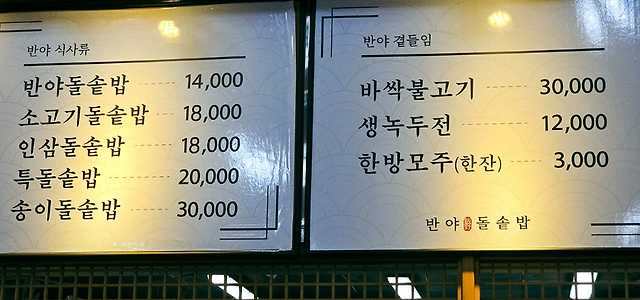 반야 식사류
반야돌솥밥 14,000
소고기돌솥밥 18,000
인삼돌솥밥 18,000
특돌솥밥 20,000
송이돌솥밥 30,000
반야 곁들임
바싹불고기 30,000
생녹두전 12,000
한방모주(한잔) 3,000
반야 돌솥밥